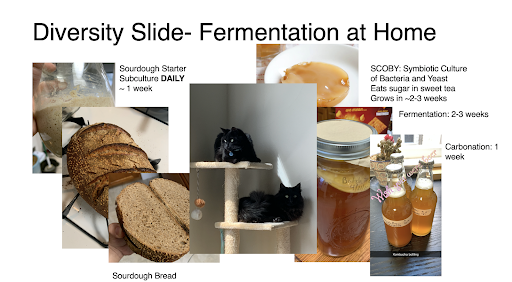 Diversity Slide- Fermentation at Home
Sourdough Starter
Subculture DAILY
~ 1 week
SCOBY: Symbiotic Culture
of Bacteria and Yeast
Eats sugar in sweet tea
Grows in ~2-3 weeks
Fermentation: 2-3 weeks
Carbonation: 1
week
Sourdough Bread